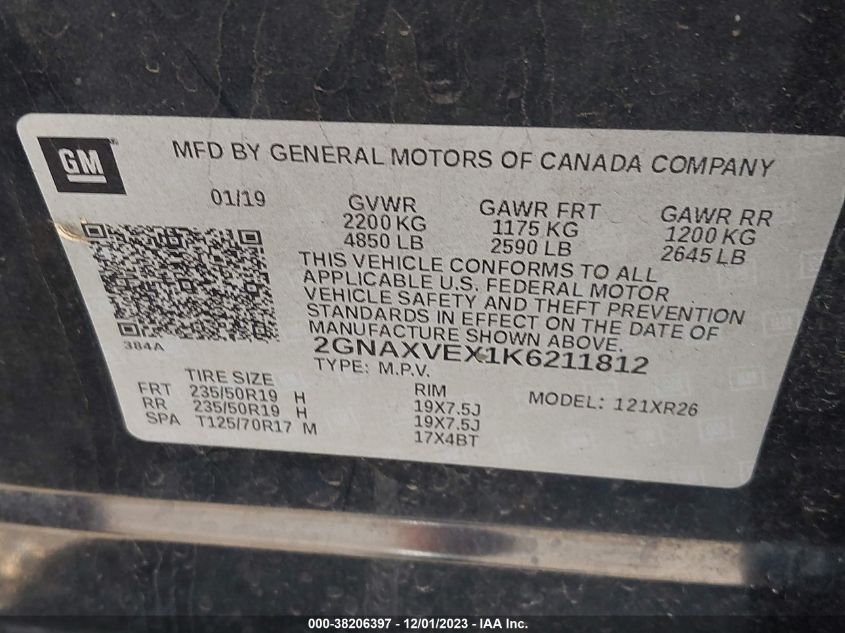 GM
MFD BY GENERAL MOTORS OF CANADA COMPANY
01/19 GVWR GAWR FRT GAWR RR
2200 KG 1175 KG 1200 KG
4850 LB 2590 LB 2645 LB
THIS VEHICLE CONFORMS TO ALL
APPLICABLE U.S. FEDERAL MOTOR
VEHICLE SAFETY AND THEFT PREVENTION
STANDARDS IN EFFECT ON THE DATE OF
MANUFACTURE SHOWN ABOVE.
384A
2GNAXVEX1K6211812
TYPE: M.P.V.
TIRE SIZE RIM MODEL: 121XR26
FRT 235/50R19 H 19X7.5J
RR 235/50R19 H 19X7.5J
SPA T125/70R17 M 17X4BT
000-38206397 - 12/01/2023 - IAA Inc.